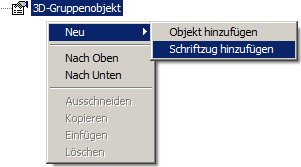 3D-Gruppenobjekt
Neu
Objekt hinzufügen
Schriftzug hinzufügen
Nach Oben
Nach Unten
Ausschneiden
Kopieren
Einfügen
Löschen